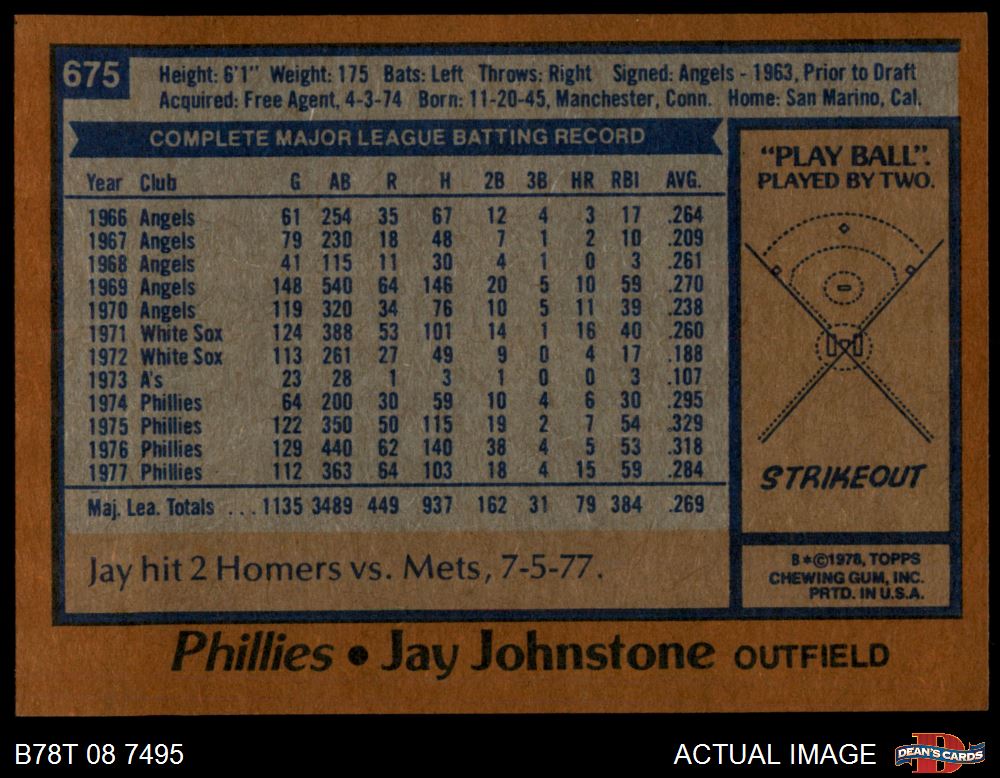 675
Height: 6'1" Weight: 175 Bats: Left Throws: Right Signed: Angels - 1963, Prior to Draft
Acquired: Free Agent, 4-3-74 Born: 11-20-45, Manchester, Conn. Home: San Marino, Cal.
COMPLETE MAJOR LEAGUE BATTING RECORD
Year Club G AB R H 2B 3B HR RBI AVG.
1966 Angels 61 254 35 67 12 4 3 17 .264
1967 Angels 79 230 18 48 7 1 2 10 .209
1968 Angels 41 115 11 30 4 1 0 3 .261
1969 Angels 148 540 64 146 20 5 10 59 .270
1970 Angels 119 320 34 76 10 5 11 39 .238
1971 White Sox 124 388 53 101 14 1 16 40 .260
1972 White Sox 113 261 27 49 9 0 4 17 .188
1973 A's 23 28 1 3 1 0 0 3 .107
1974 Phillies 64 200 30 59 10 4 6 30 .295
1975 Phillies 122 350 50 115 19 2 7 54 .329
1976 Phillies 129 440 62 140 38 4 5 53 .318
1977 Phillies 112 363 64 103 18 4 15 59 .284
Maj. Lea. Totals ... 1135 3489 449 937 162 31 79 384 .269
Jay hit 2 Homers vs. Mets, 7-5-77.
"PLAY BALL".
PLAYED BY TWO.
STRIKEOUT
B*©1978, TOPPS
CHEWING GUM, INC.
PRTD. IN U.S.A.
Phillies • Jay Johnstone OUTFIELD
B78T 08 7495
ACTUAL IMAGE
DEAN'S CARDS